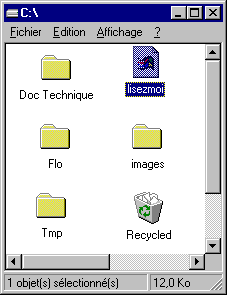 C:\
Fichier Edition Affichage ?
Doc Technique lisezmoi
Flo images
Tmp Recycled
1 objet(s) sélectionné(s) 12,0 Ko